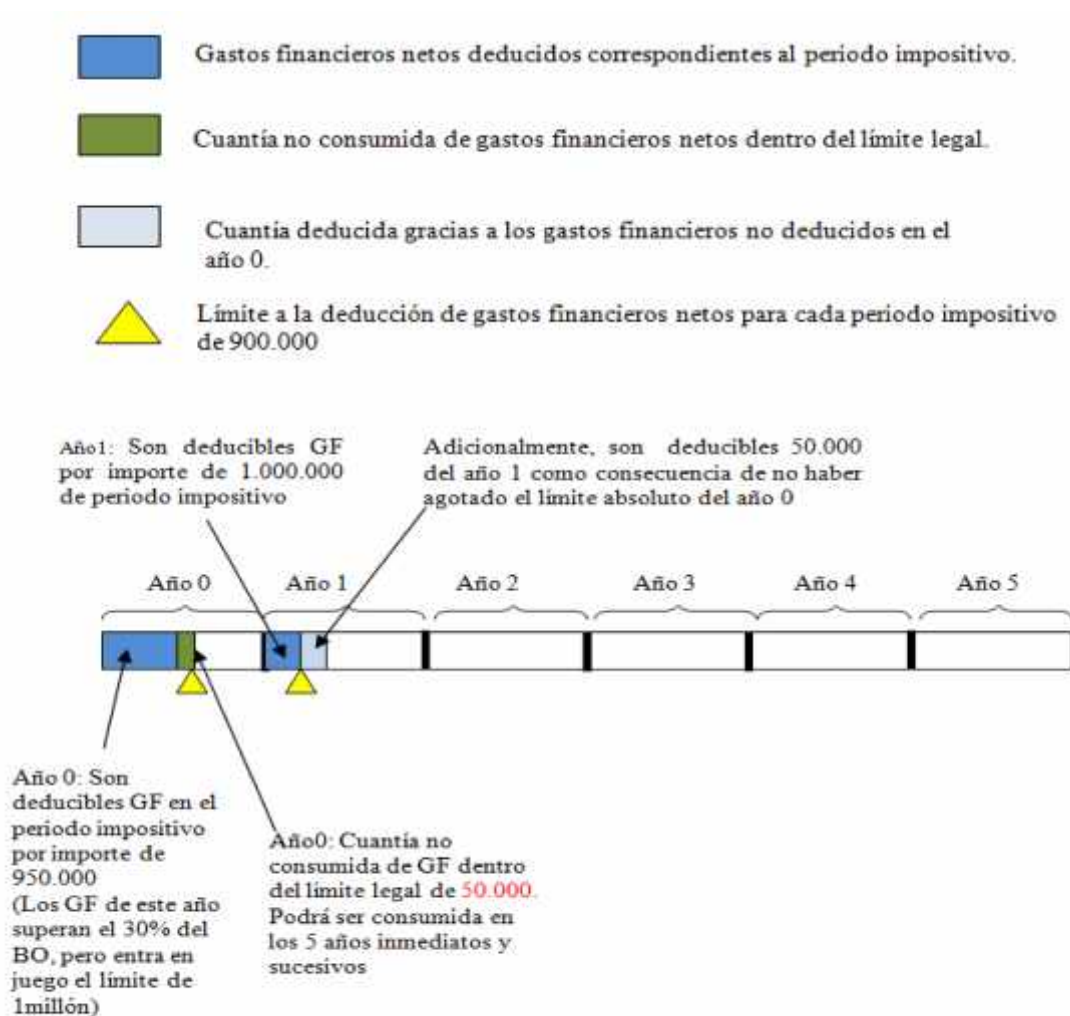 Gastos financieros netos deducidos correspondientes al periodo impositivo.
Cuantía no consumida de gastos financieros netos dentro del límite legal.
Cuantía deducida gracias a los gastos financieros no deducidos en el
año 0.
Límite a la deducción de gastos financieros netos para cada periodo impositivo
de 900.000
Año1: Son deducibles GF
por importe de 1.000.000
de periodo impositivo
Adicionalmente, son deducibles 50.000
del año 1 como consecuencia de no haber
agotado el límite absoluto del año 0
Año 0
Año 1
Año 2
Año 3
Año 4
Año 5
Año 0: Son
deducibles GF en el
periodo impositivo
por importe de
950.000
(Los GF de este año
superan el 30% del
BO, pero entra en
juego el límite de
1millón)
Año0: Cuantía no
consumida de GF dentro
del límite legal de 50.000.
Podrá ser consumida en
los 5 años inmediatos y
sucesivos